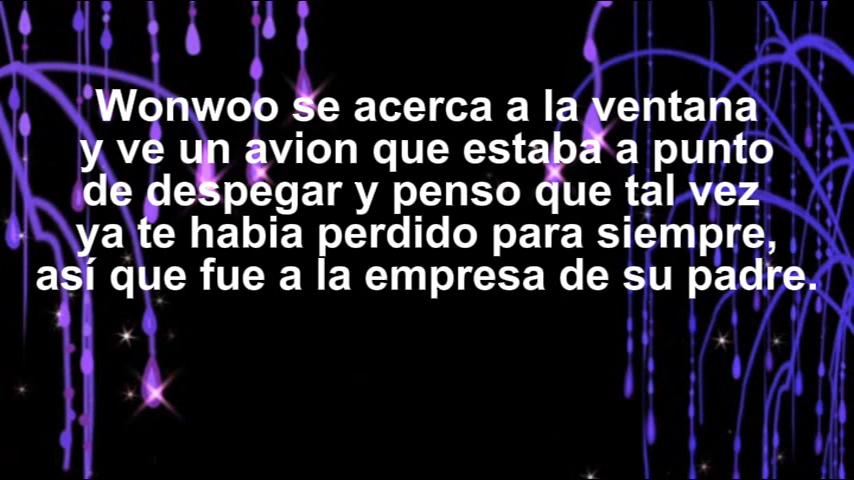 Wonwoo se acerca a la ventana
y ve un avion que estaba a punto
de despegar y penso que tal vez
ya te habia perdido para siempre,
así que fue a la empresa de su padre.